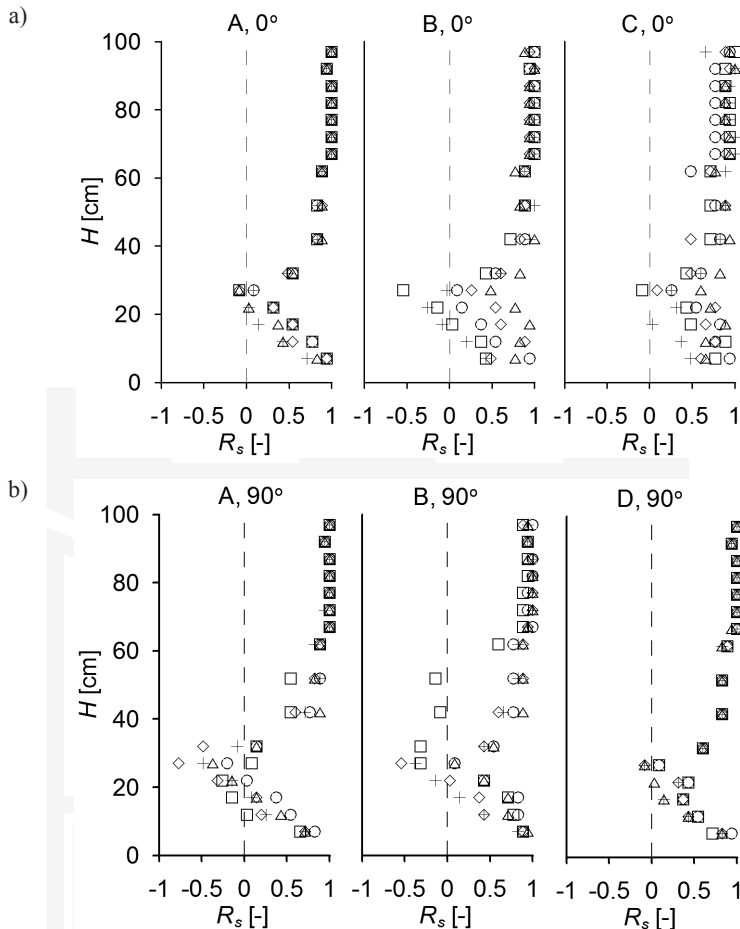 a)
A, 0° B, 0° C, 0°
100
80
60
40
20
0
H [cm]
-1 -0.5 0 0.5 1 -1 -0.5 0 0.5 1 -1 -0.5 0 0.5 1
R_s [-] R_s [-] R_s [-]
b)
A, 90° B, 90° D, 90°
100
80
60
40
20
0
H [cm]
-1 -0.5 0 0.5 1 -1 -0.5 0 0.5 1 -1 -0.5 0 0.5 1
R_s [-] R_s [-] R_s [-]